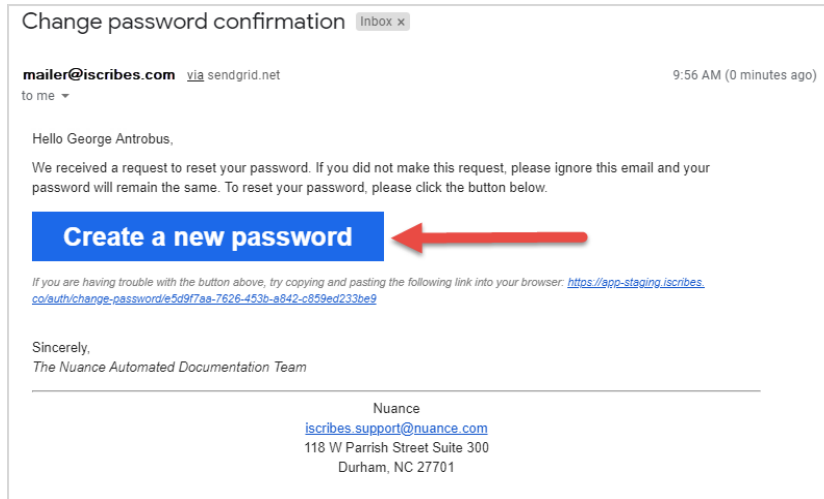 Change password confirmation Inbox x
mailer@iscribes.com via sendgrid.net 9:56 AM (0 minutes ago)
to me
Hello George Antrobus,
We received a request to reset your password. If you did not make this request, please ignore this email and your
password will remain the same. To reset your password, please click the button below.
Create a new password
If you are having trouble with the button above, try copying and pasting the following link into your browser: https://app-staging.iscribes.
co/auth/change-password/e5d9f7aa-7626-453b-a842-c859ed233be9
Sincerely,
The Nuance Automated Documentation Team
Nuance
iscribes.support@nuance.com
118 W Parrish Street Suite 300
Durham, NC 27701